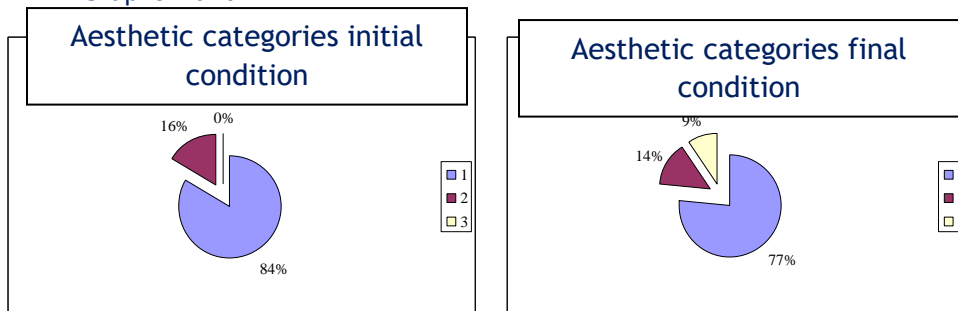 Aesthetic categories initial
condition
0%
16%
84%
1
2
3
Aesthetic categories final
condition
9%
14%
77%